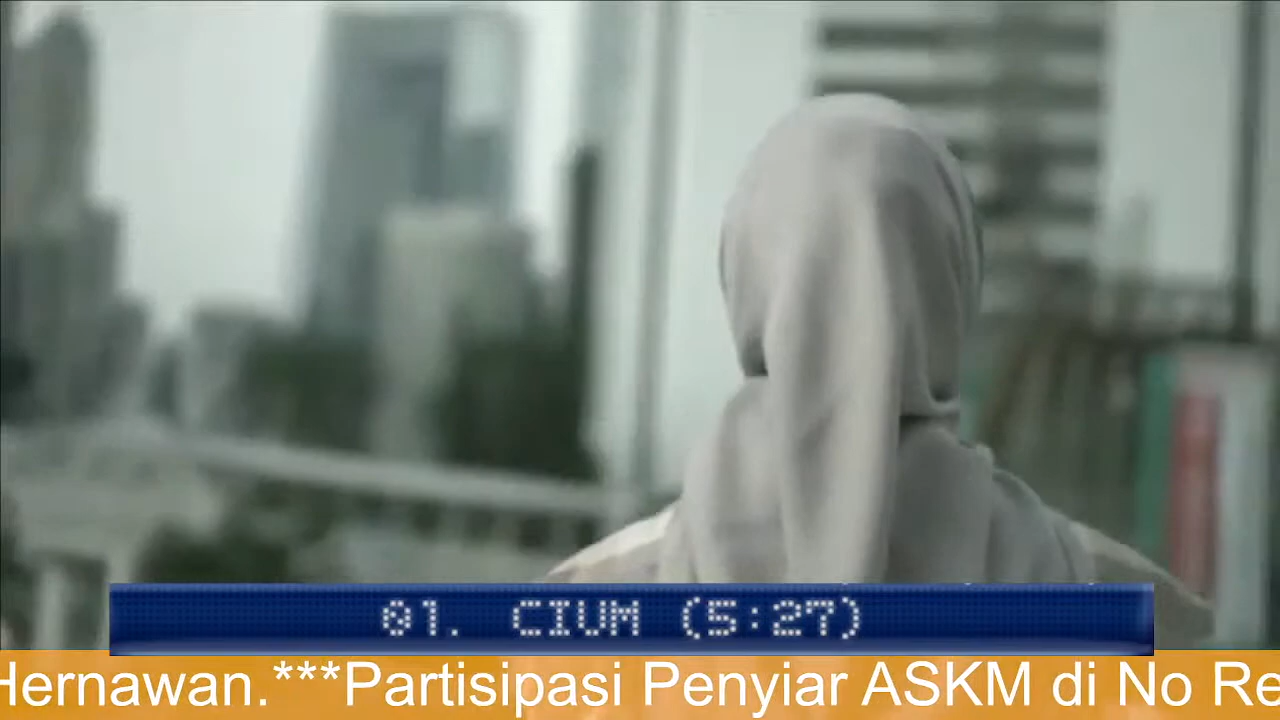 01. CIUM (5:27)
Hernawan.***Partisipasi Penyiar ASKM di No Re